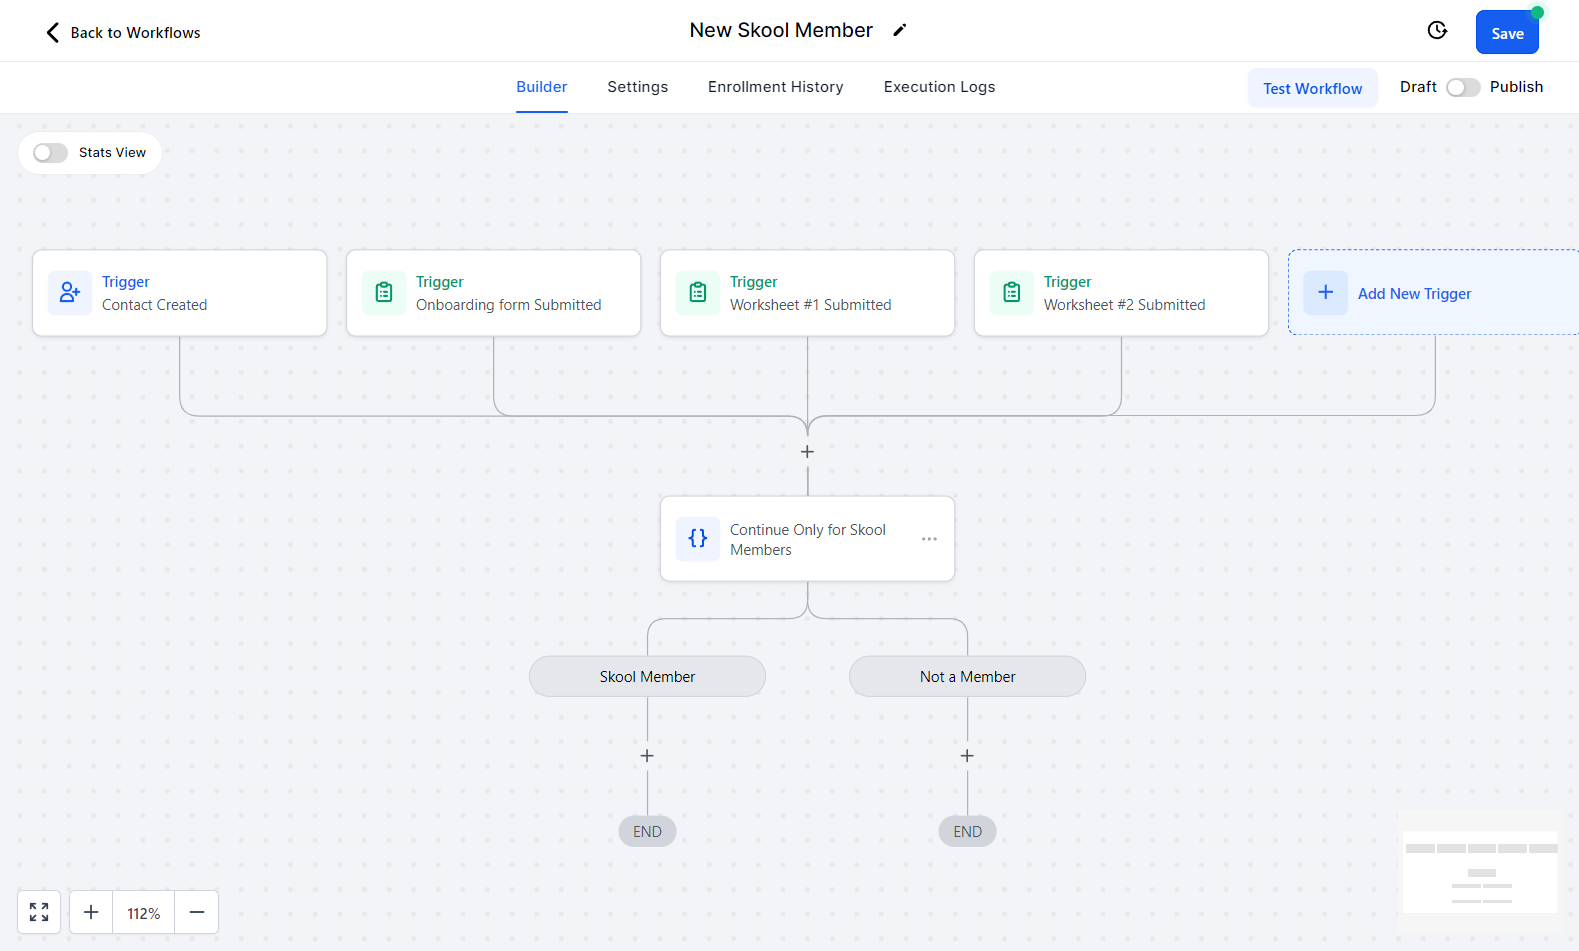 Back to Workflows
New Skool Member
Save
Builder
Settings
Enrollment History
Execution Logs
Test Workflow
Draft
Publish
Stats View
Trigger
Contact Created
Trigger
Onboarding form Submitted
Trigger
Worksheet #1 Submitted
Trigger
Worksheet #2 Submitted
Add New Trigger
Continue Only for Skool
Members
Skool Member
Not a Member
END
END
112%